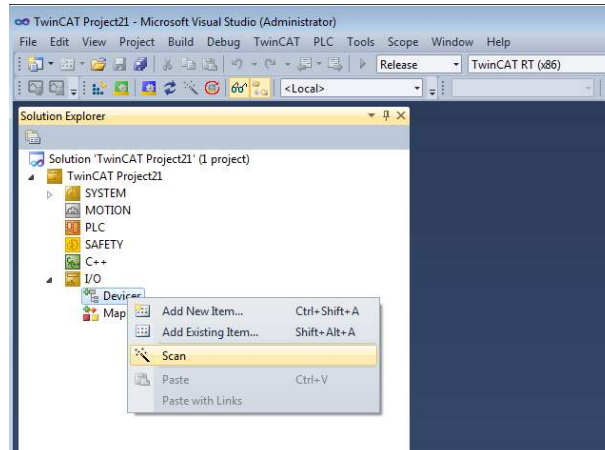 TwinCAT Project21 - Microsoft Visual Studio (Administrator)
File Edit View Project Build Debug TwinCAT PLC Tools Scope Window Help
Release TwinCAT RT (x86)
<Local>
Solution Explorer
Solution 'TwinCAT Project21' (1 project)
TwinCAT Project21
SYSTEM
MOTION
PLC
SAFETY
C++
I/O
Devices
Map
Add New Item... Ctrl+Shift+A
Add Existing Item... Shift+Alt+A
Scan
Paste Ctrl+V
Paste with Links